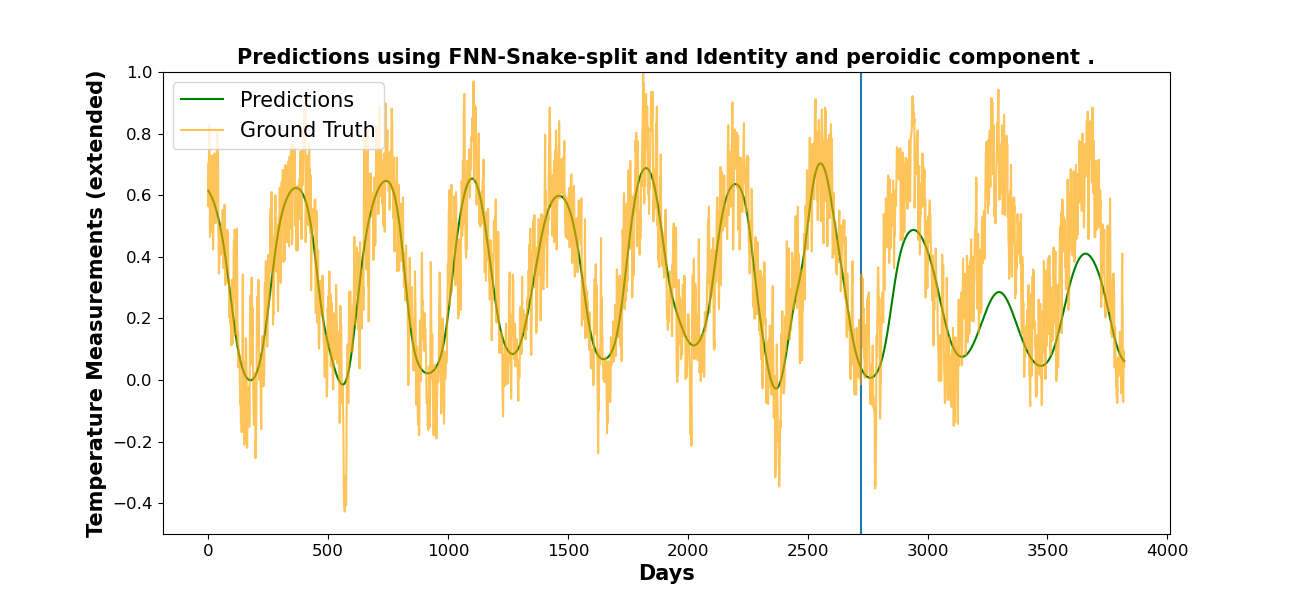 Predictions using FNN-Snake-split and Identity and peroidic component .
Temperature Measurements (extended)
1.0
0.8
0.6
0.4
0.2
0.0
−0.2
−0.4
Predictions
Ground Truth
0 500 1000 1500 2000 2500 3000 3500 4000
Days